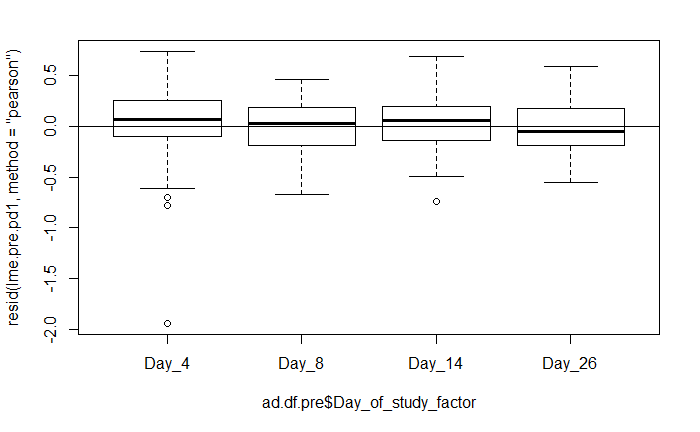 resid(lme.pre.pd1, method = "pearson")
0.5
0.0
-0.5
-1.0
-1.5
-2.0
Day_4 Day_8 Day_14 Day_26
ad.df.pre$Day_of_study_factor